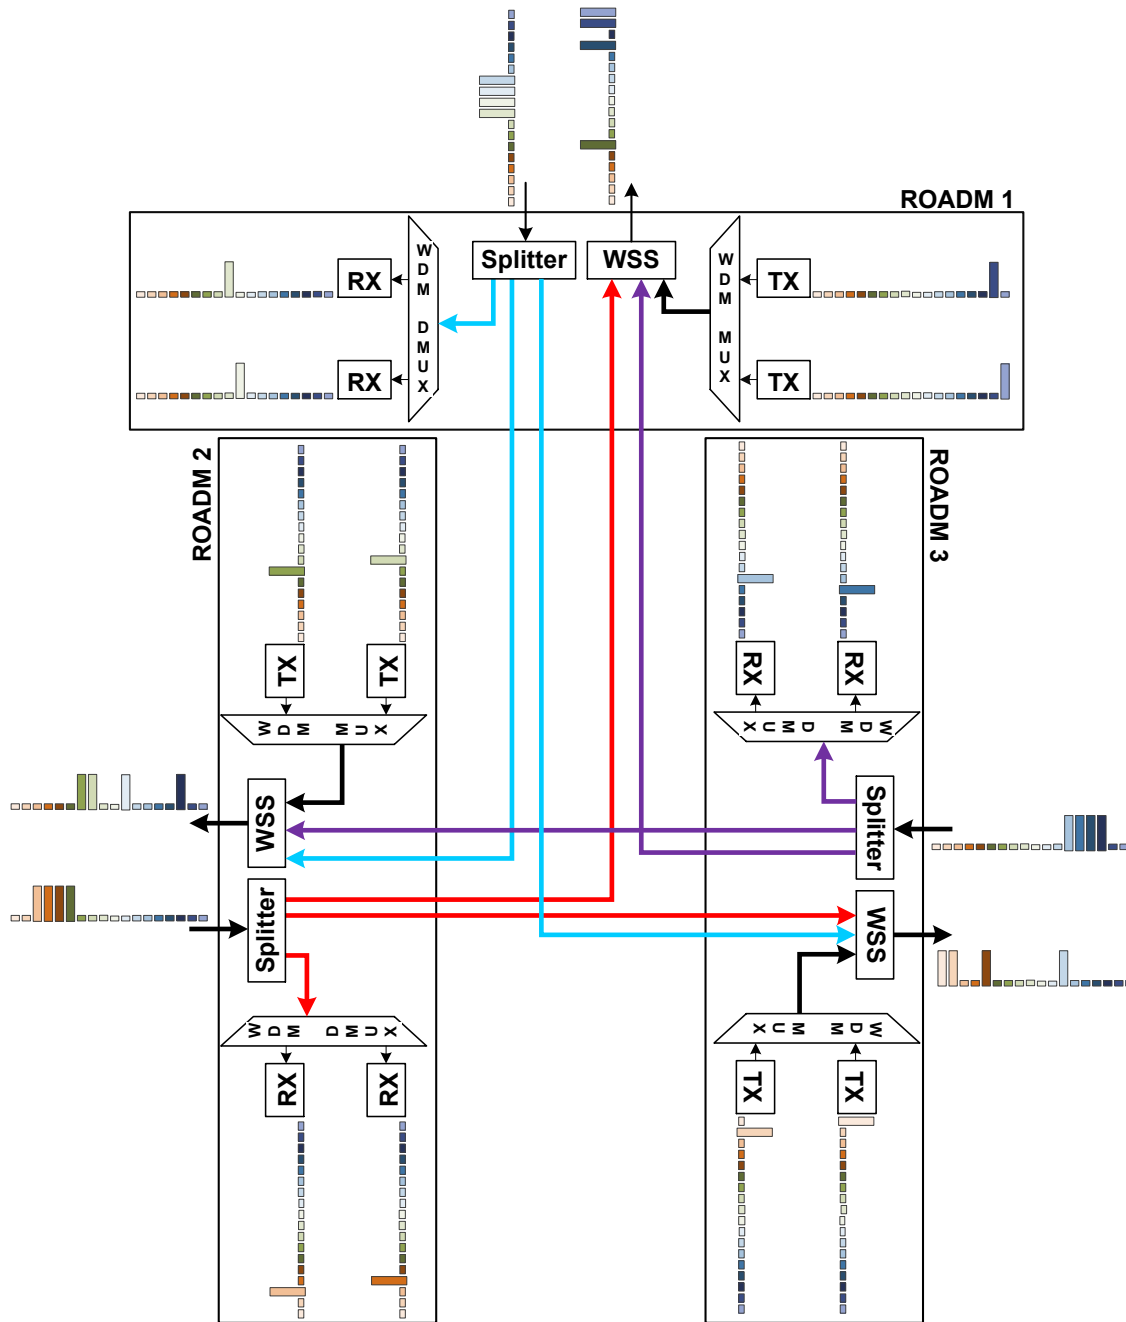 ROADM 1
Splitter
WSS
WDM DMUX
RX
RX
WDM MUX
TX
TX
ROADM 2
TX
TX
WDM MUX
WSS
Splitter
WDM DMUX
RX
RX
ROADM 3
RX
RX
WDM DMUX
Splitter
WSS
WDM MUX
TX
TX